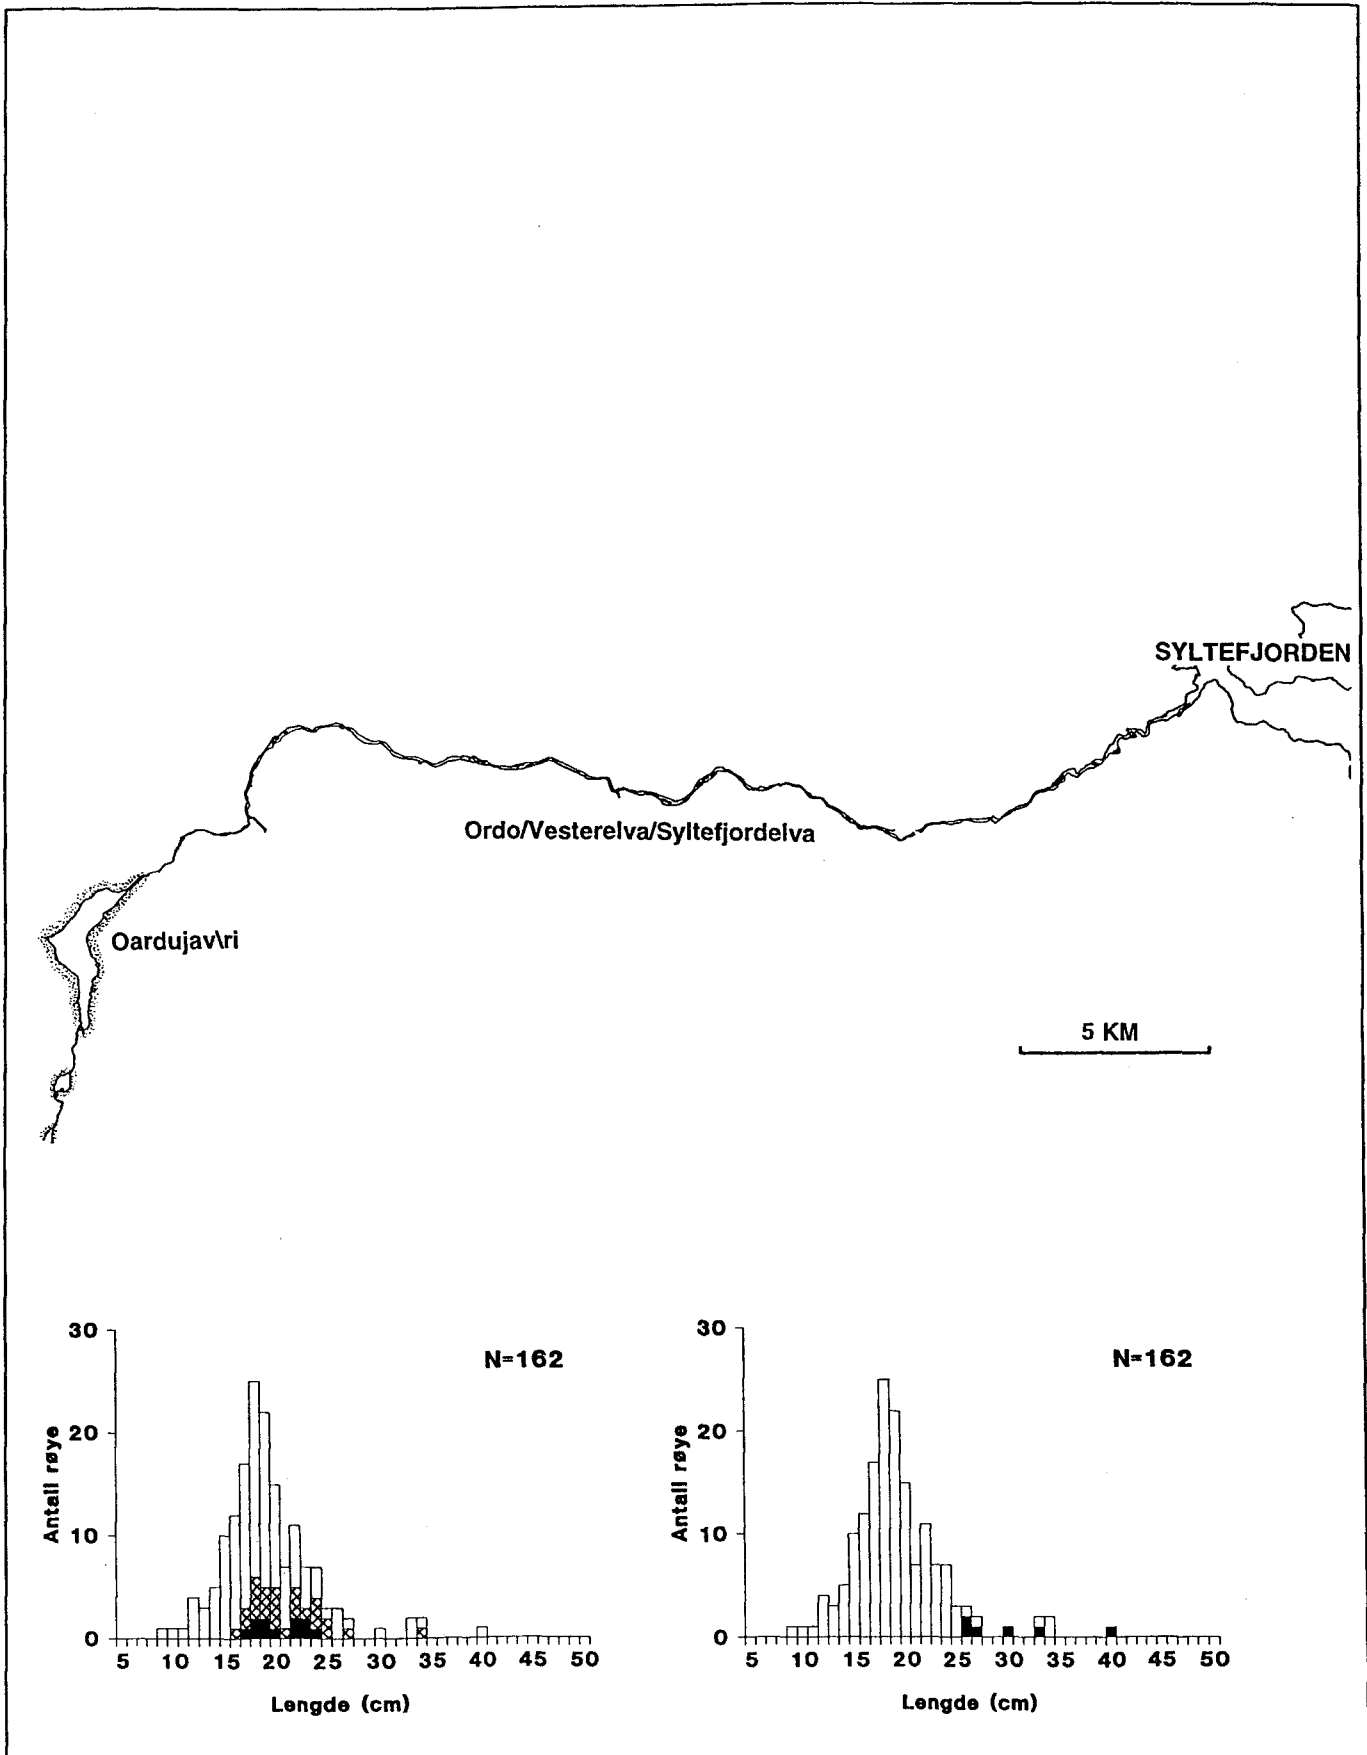 SYLTEFJORDEN
Ordo/Vesterelva/Syltefjordelva
Oardujav\ri
5 KM
30
20
10
0
Antall røye
N=162
5 10 15 20 25 30 35 40 45 50
Lengde (cm)
30
20
10
0
Antall røye
N=162
5 10 15 20 25 30 35 40 45 50
Lengde (cm)